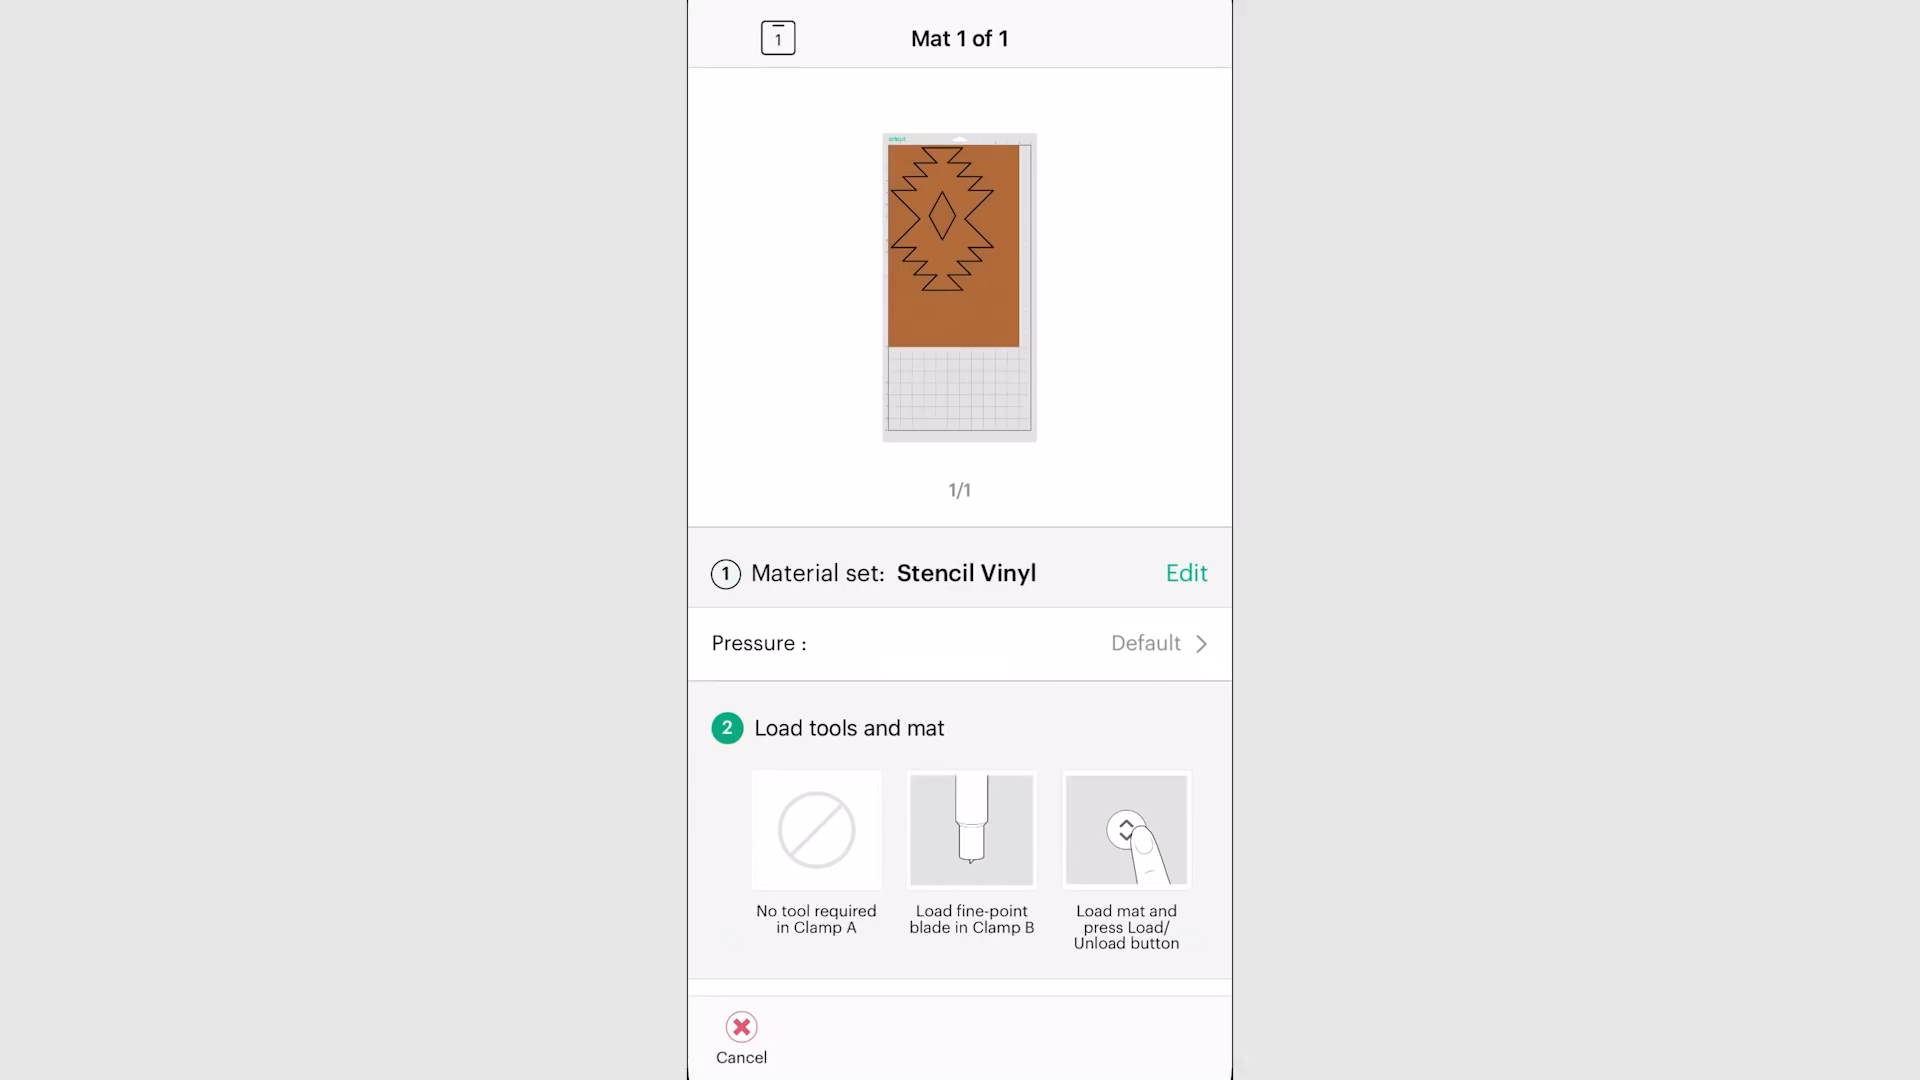 1
Mat 1 of 1
cricut
1/1
1 Material set: Stencil Vinyl Edit
Pressure : Default
2 Load tools and mat
No tool required
in Clamp A
Load fine-point
blade in Clamp B
Load mat and
press Load/
Unload button
Cancel